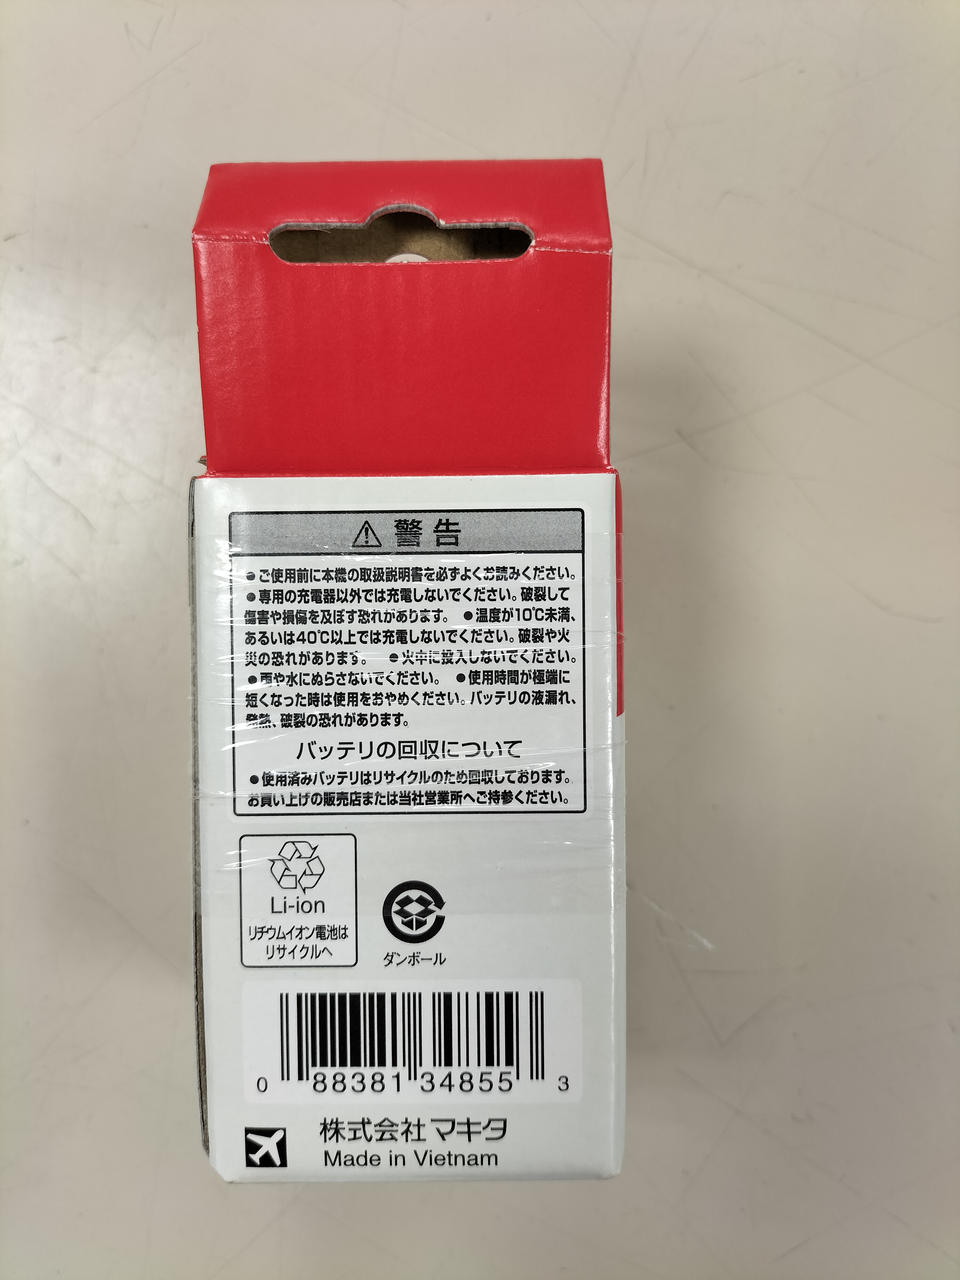 警告
●ご使用前に本機の取扱説明書を必ずよくお読みください。
●専用の充電器以外では充電しないでください。破裂して
傷害や損傷を及ぼす恐れがあります。 ●温度が10℃未満、
あるいは40℃以上では充電しないでください。破裂や火
災の恐れがあります。 ●火中に投入しないでください。
●雨や水にぬらさないでください。 ●使用時間が極端に
短くなった時は使用をおやめください。バッテリの液漏れ、
発熱、破裂の恐れがあります。
バッテリの回収について
●使用済みバッテリはリサイクルのため回収しております。
お買い上げの販売店または当社営業所へご持参ください。
Li-ion
リチウムイオン電池は
リサイクルへ
ダンボール
0 88381 34855 3
株式会社マキタ
Made in Vietnam